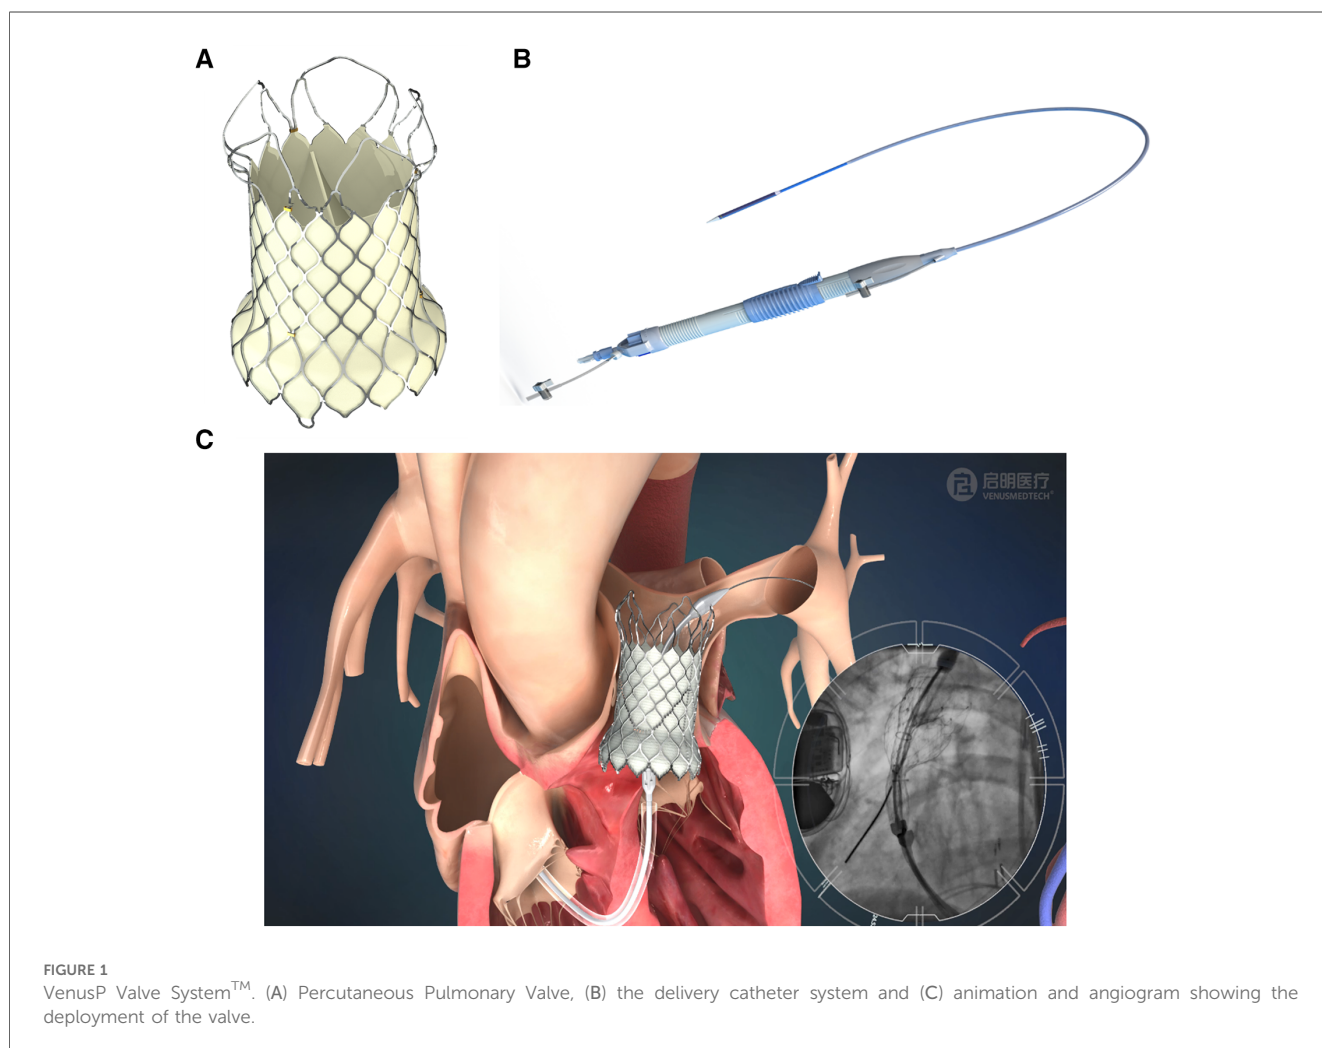 A
B
C
启明医疗
VENUSMEDTECH®
FIGURE 1
VenusP Valve System™. (A) Percutaneous Pulmonary Valve, (B) the delivery catheter system and (C) animation and angiogram showing the
deployment of the valve.